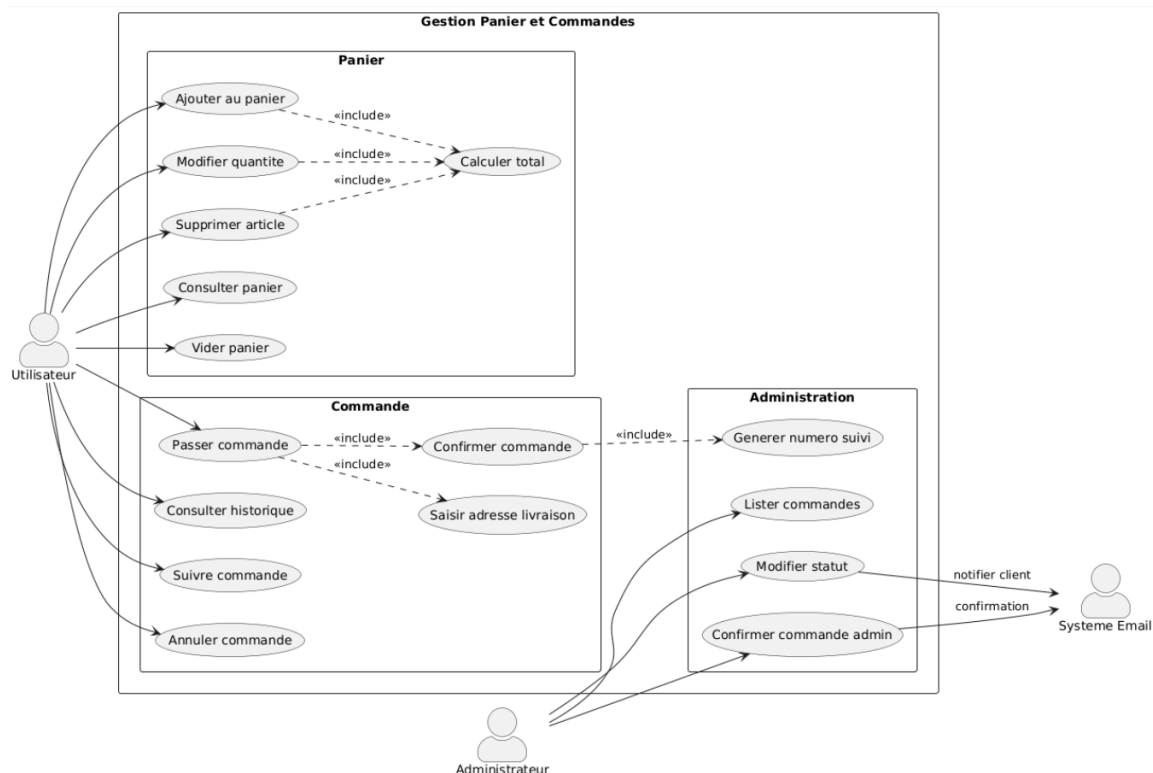 Gestion Panier et Commandes
Panier
Ajouter au panier
«include»
Modifier quantite
«include»
Calculer total
«include»
Supprimer article
Consulter panier
Vider panier
Utilisateur
Commande
Passer commande
«include»
Confirmer commande
«include»
Saisir adresse livraison
Consulter historique
Suivre commande
Annuler commande
«include»
Administration
Generer numero suivi
Lister commandes
Modifier statut
notifier client
confirmation
Confirmer commande admin
Systeme Email
Administrateur